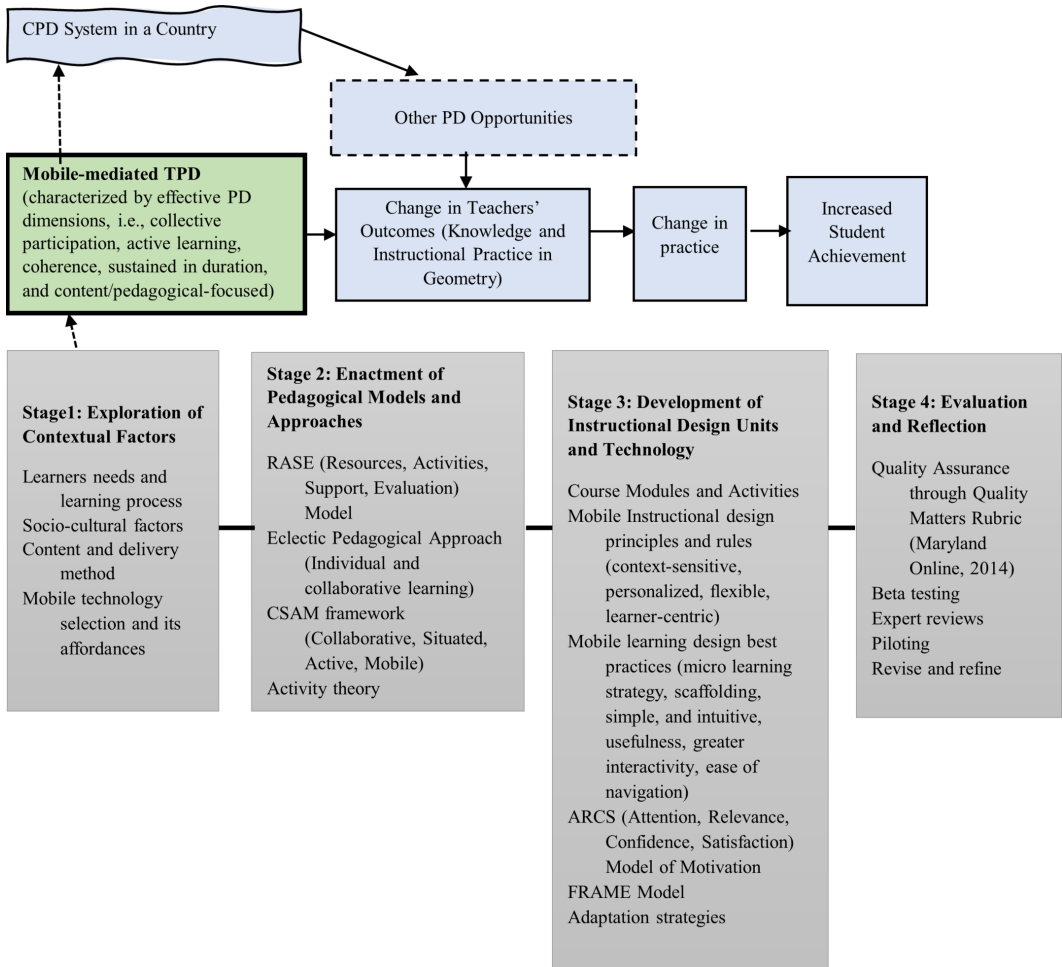 CPD System in a Country
Other PD Opportunities
Mobile-mediated TPD
(characterized by effective PD
dimensions, i.e., collective
participation, active learning,
coherence, sustained in duration,
and content/pedagogical-focused)
Change in Teachers’
Outcomes (Knowledge and
Instructional Practice in
Geometry)
Change in
practice
Increased
Student
Achievement
Stage1: Exploration of
Contextual Factors
Learners needs and
learning process
Socio-cultural factors
Content and delivery
method
Mobile technology
selection and its
affordances
Stage 2: Enactment of
Pedagogical Models and
Approaches
RASE (Resources, Activities,
Support, Evaluation)
Model
Eclectic Pedagogical Approach
(Individual and
collaborative learning)
CSAM framework
(Collaborative, Situated,
Active, Mobile)
Activity theory
Stage 3: Development of
Instructional Design Units
and Technology
Course Modules and Activities
Mobile Instructional design
principles and rules
(context-sensitive,
personalized, flexible,
learner-centric)
Mobile learning design best
practices (micro learning
strategy, scaffolding,
simple, and intuitive,
usefulness, greater
interactivity, ease of
navigation)
ARCS (Attention, Relevance,
Confidence, Satisfaction)
Model of Motivation
FRAME Model
Adaptation strategies
Stage 4: Evaluation
and Reflection
Quality Assurance
through Quality
Matters Rubric
(Maryland
Online, 2014)
Beta testing
Expert reviews
Piloting
Revise and refine